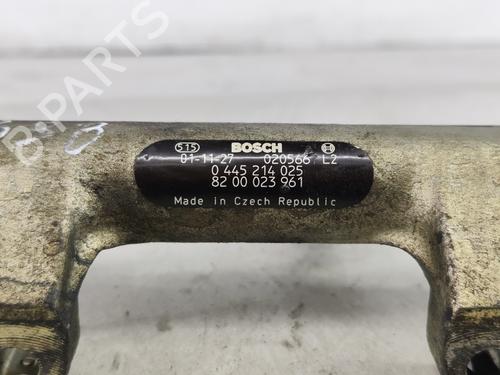 B-PARTS
515 BOSCH
01-11-27 020566 L2
0 445 214 025
82 00 023 961
Made in Czech Republic